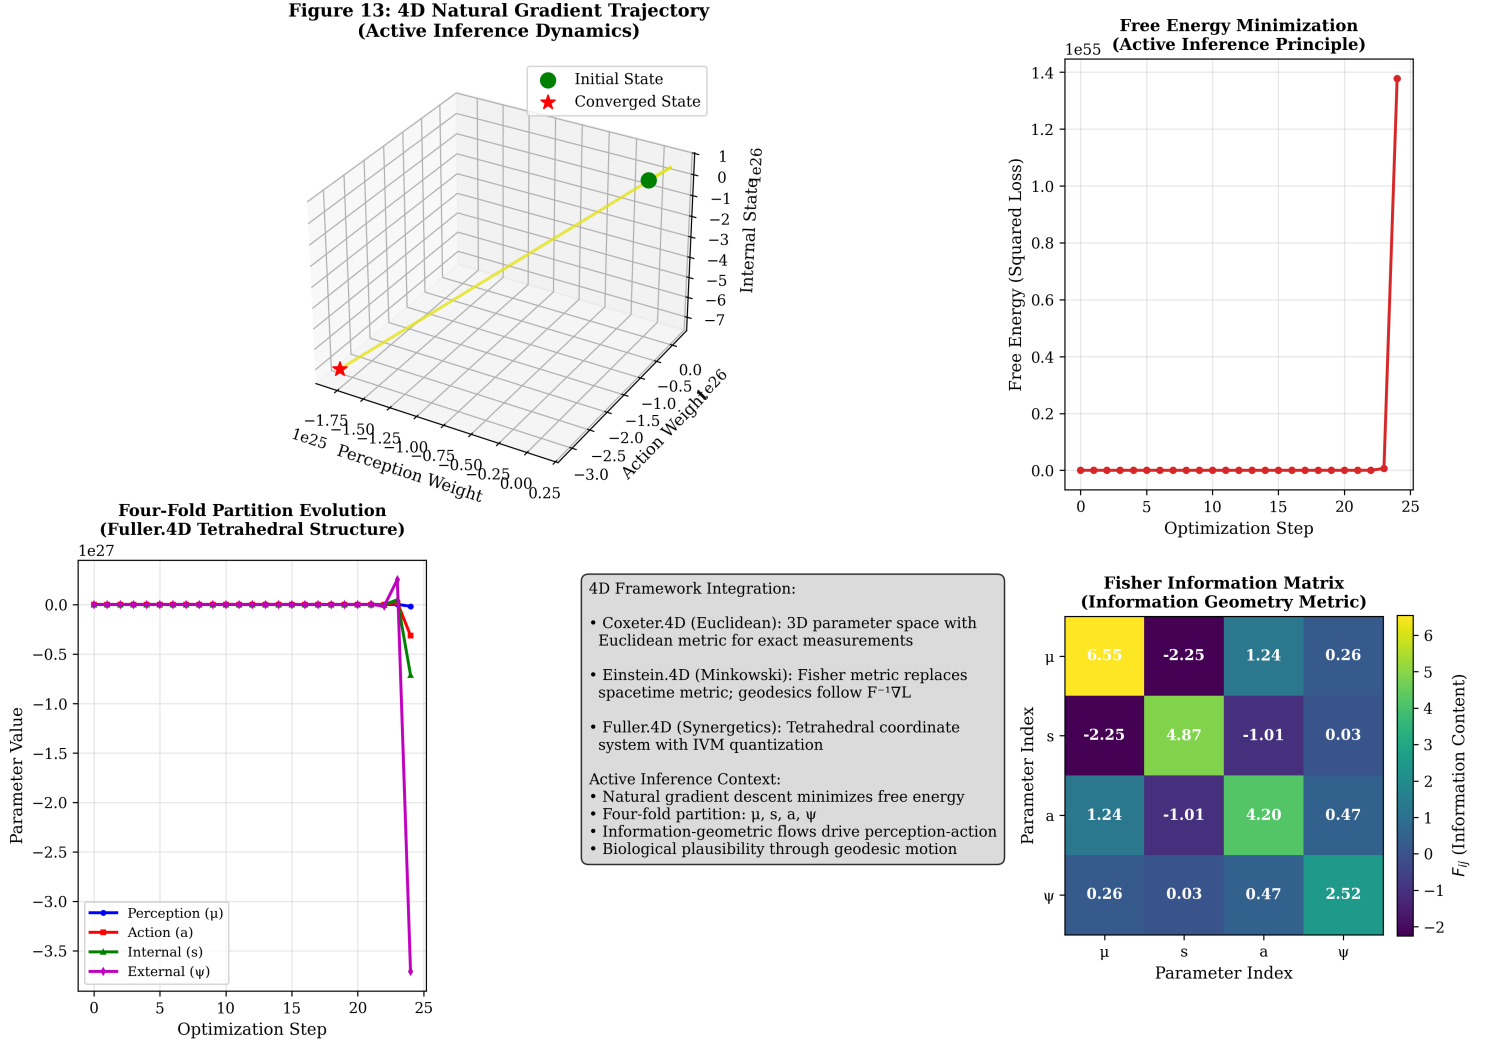 Figure 13: 4D Natural Gradient Trajectory
(Active Inference Dynamics)
Initial State
Converged State
1
0
−1
−2
−3
−4
−5
−6
−7
1e26
Internal State
0.0
−0.5
−1.0
−1.5
−2.0
−2.5
−3.0
1e26
Action Weight
−1.75
−1.50
−1.25
−1.00
−0.75
−0.50
−0.25
0.00
0.25
1e25
Perception Weight
Free Energy Minimization
(Active Inference Principle)
1e55
1.4
1.2
1.0
0.8
0.6
0.4
0.2
0.0
Free Energy (Squared Loss)
0 5 10 15 20 25
Optimization Step
Four-Fold Partition Evolution
(Fuller.4D Tetrahedral Structure)
1e27
0.0
−0.5
−1.0
−1.5
−2.0
−2.5
−3.0
−3.5
Parameter Value
Perception (μ)
Action (a)
Internal (s)
External (ψ)
0 5 10 15 20 25
Optimization Step
4D Framework Integration:
• Coxeter.4D (Euclidean): 3D parameter space with
Euclidean metric for exact measurements
• Einstein.4D (Minkowski): Fisher metric replaces
spacetime metric; geodesics follow F⁻¹∇L
• Fuller.4D (Synergetics): Tetrahedral coordinate
system with IVM quantization
Active Inference Context:
• Natural gradient descent minimizes free energy
• Four-fold partition: μ, s, a, ψ
• Information-geometric flows drive perception-action
• Biological plausibility through geodesic motion
Fisher Information Matrix
(Information Geometry Metric)
μ 6.55 -2.25 1.24 0.26
s -2.25 4.87 -1.01 0.03
a 1.24 -1.01 4.20 0.47
ψ 0.26 0.03 0.47 2.52
μ s a ψ
Parameter Index
Parameter Index
6
5
4
3
2
1
0
−1
−2
F_ij (Information Content)